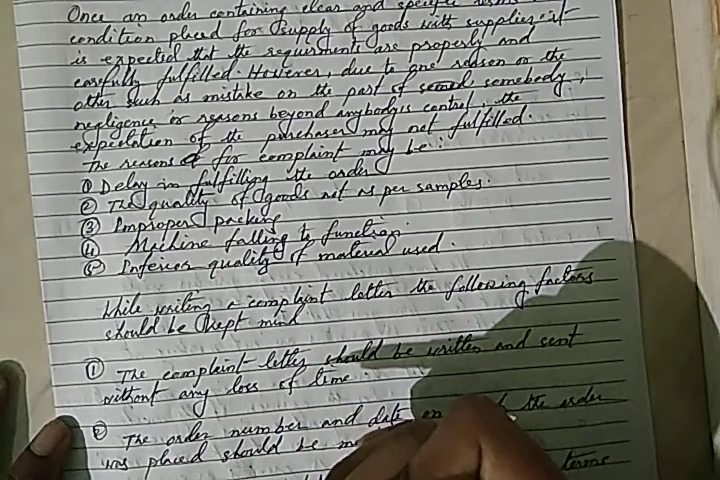 Once an order containing clear and specific terms
condition placed for supply of goods with supplier it
is expected that the requirments are properly and
carefully fulfilled. However, due to one reason or the
other such as mistake on the part of somebody,
negligence or reasons beyond anybody's control, the
expectation of the purchaser may not fulfilled.
The reasons for complaint may be:
① Delay in fulfilling the order
② The quality of goods not as per samples.
③ Improper packing
④ Machine falling to function.
⑤ Inferior quality of material used.
While writing a complaint letter the following factors
should be kept mind
① The complaint letter should be written and sent
without any loss of time.
② The order number and date on the order
was placed should be
terms